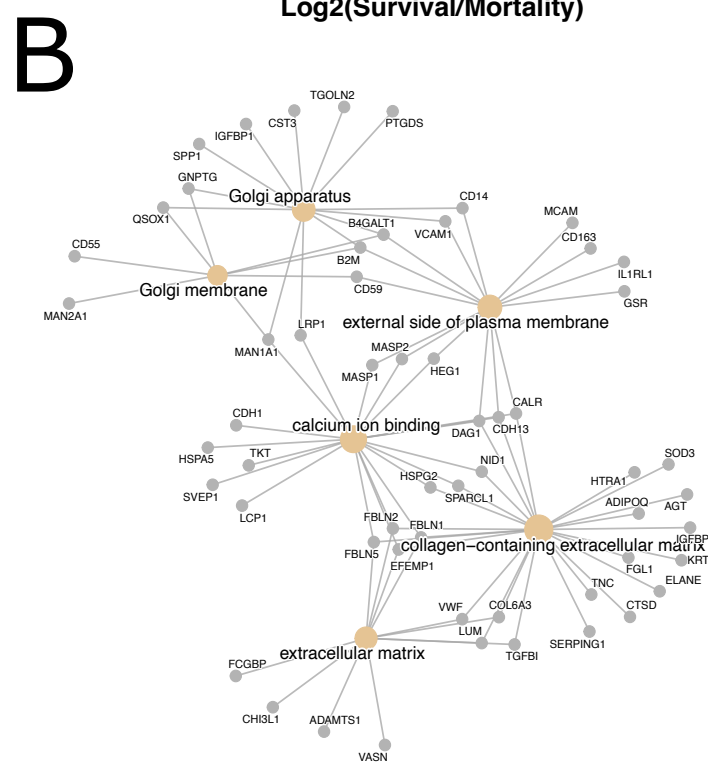 Log2(Survival/Mortality)
B
TGOLN2
CST3
PTGDS
IGFBP1
SPP1
GNPTG
Golgi apparatus
CD14
QSOX1
B4GALT1
VCAM1
MCAM
CD163
CD55
B2M
IL1RL1
CD59
Golgi membrane
GSR
MAN2A1
external side of plasma membrane
LRP1
MAN1A1
MASP2
MASP1
HEG1
CALR
CDH1
calcium ion binding
DAG1
CDH13
HSPA5
TKT
NID1
SOD3
HSPG2
HTRA1
SVEP1
SPARCL1
ADIPOQ
AGT
LCP1
FBLN2
FBLN1
IGFBP
collagen−containing extracellular matrix
FBLN5
EFEMP1
KRT
FGL1
ELANE
TNC
VWF
COL6A3
CTSD
LUM
SERPING1
extracellular matrix
TGFBI
FCGBP
CHI3L1
ADAMTS1
VASN